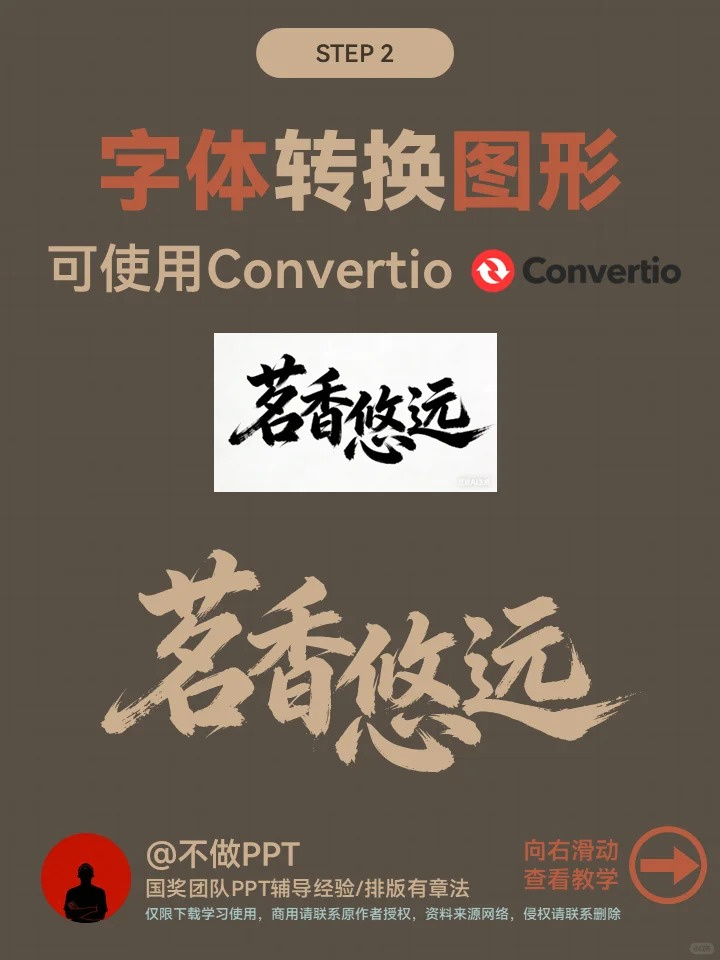 STEP 2
字体转换图形
可使用Convertio Convertio
茗香悠远
茗香悠远
@不做PPT
国奖团队PPT辅导经验/排版有章法
仅限下载学习使用，商用请联系原作者授权，资料来源网络，侵权请联系删除
向右滑动
查看教学